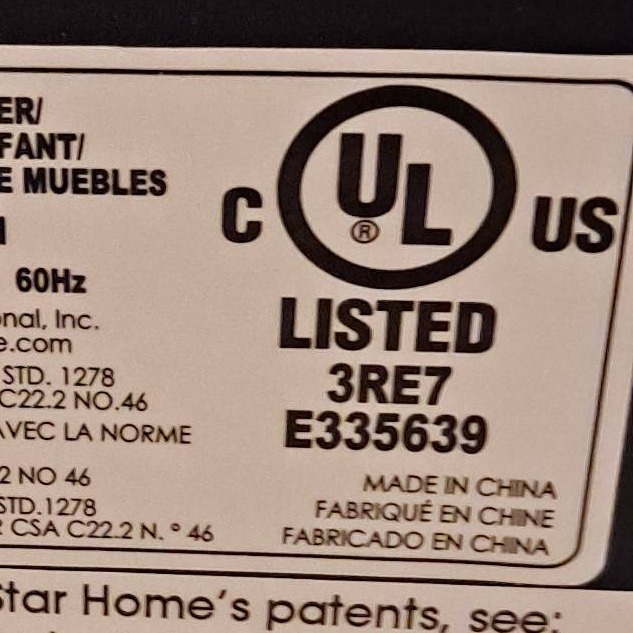 ER/
FANT/
E MUEBLES
60Hz
nal, Inc.
e.com
STD. 1278
C22.2 NO.46
AVEC LA NORME
2 NO 46
STD.1278
R CSA C22.2 N. ° 46
C UL® US
LISTED
3RE7
E335639
MADE IN CHINA
FABRIQUÉ EN CHINE
FABRICADO EN CHINA
Star Home's patents, see: